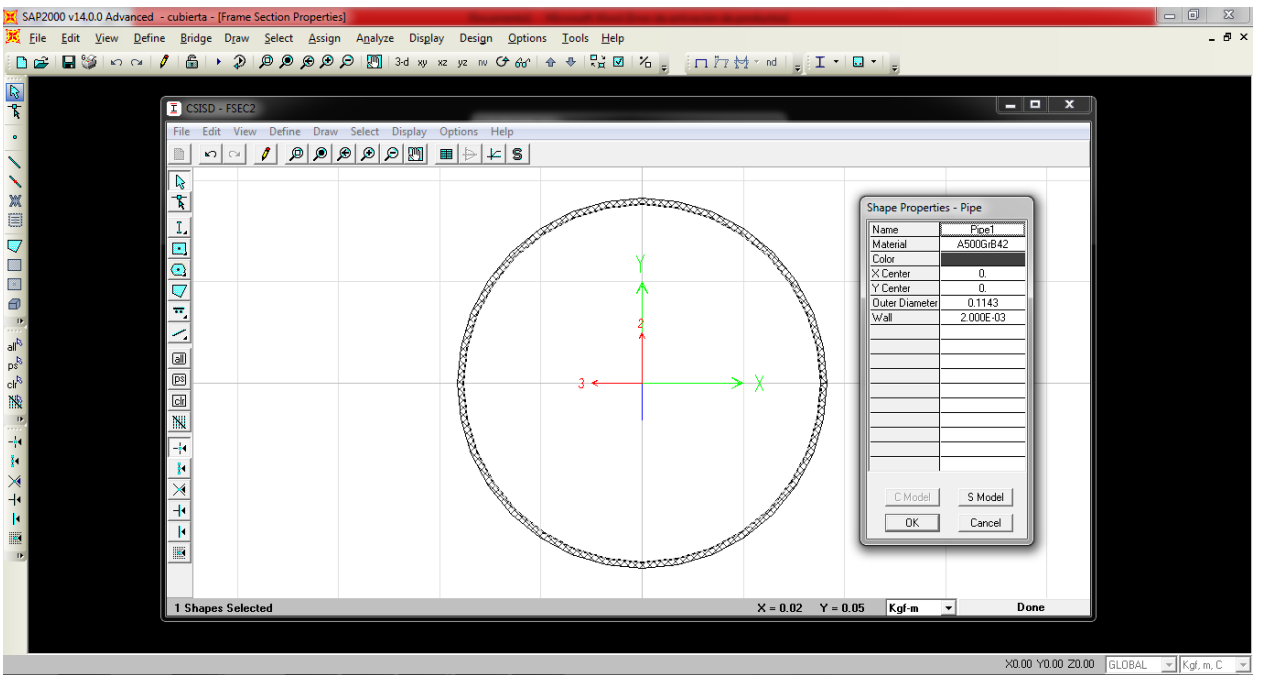 SAP2000 v14.0.0 Advanced - cubierta - [Frame Section Properties]
File Edit View Define Bridge Draw Select Assign Analyze Display Design Options Tools Help
3-d xy xz yz nv nd
CSISD - FSEC2
File Edit View Define Draw Select Display Options Help
S
all
ps
clr
all
ps
clr
Y
2
3
X
Shape Properties - Pipe
Name Pipe1
Material A500GrB42
Color
X Center 0.
Y Center 0.
Outer Diameter 0.1143
Wall 2.000E-03
C Model S Model
OK Cancel
1 Shapes Selected X = 0.02 Y = 0.05 Kgf-m Done
X0.00 Y0.00 Z0.00 GLOBAL Kgf, m, C